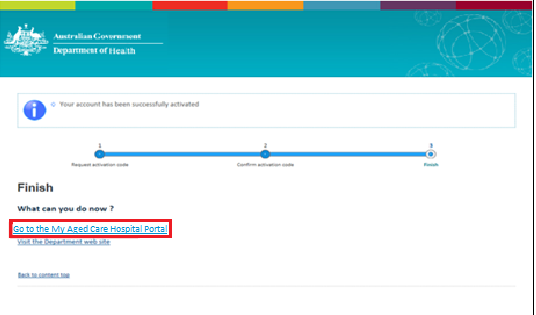 Australian Government
Department of Health
Your account has been successfully activated
1 2 3
Request activation code Confirm activation code Finish
Finish
What can you do now ?
Go to the My Aged Care Hospital Portal
Visit the Department web site
Back to content top